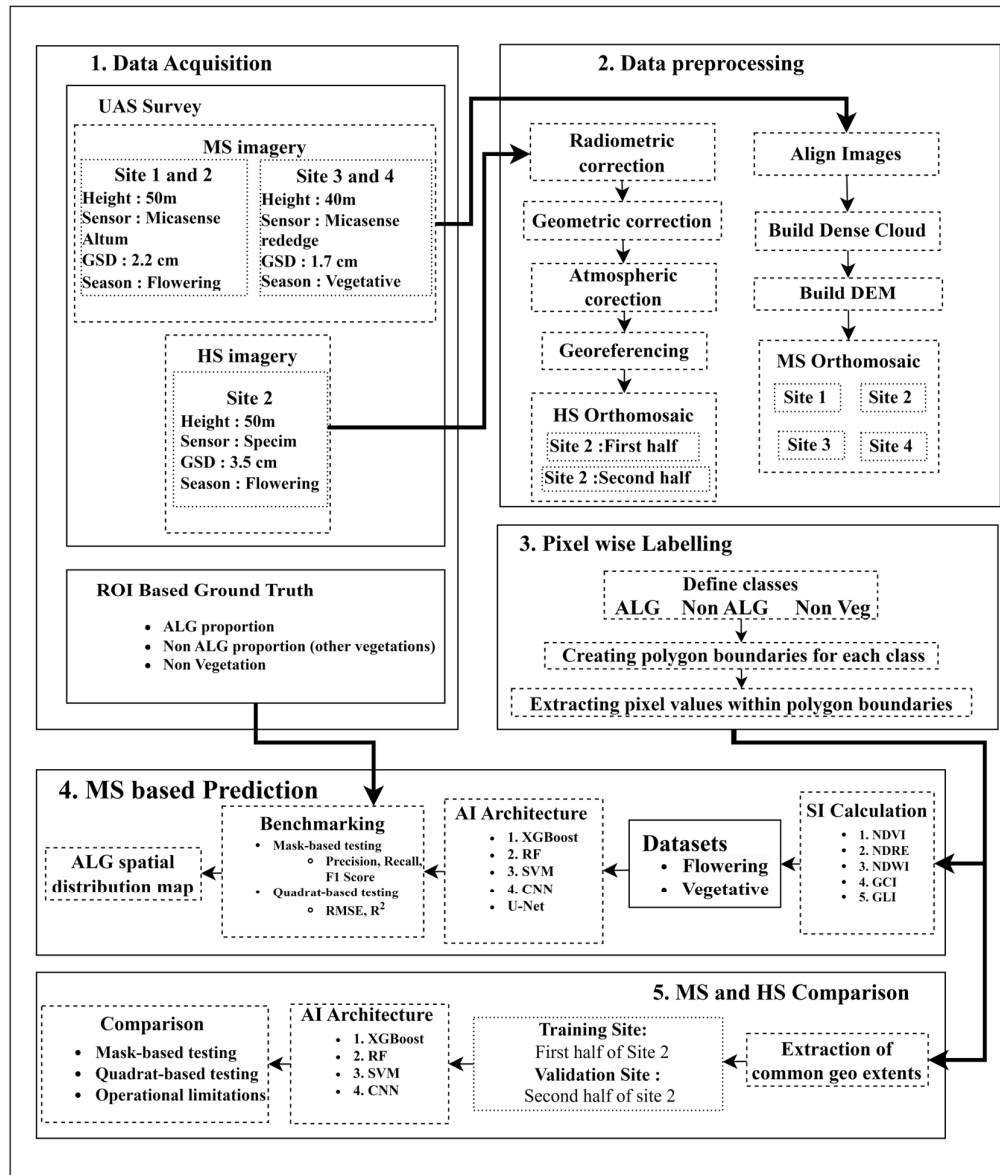 1. Data Acquisition
UAS Survey
MS imagery
Site 1 and 2
Height : 50m
Sensor : Micasense
Altum
GSD : 2.2 cm
Season : Flowering
Site 3 and 4
Height : 40m
Sensor : Micasense
rededge
GSD : 1.7 cm
Season : Vegetative
HS imagery
Site 2
Height : 50m
Sensor : Specim
GSD : 3.5 cm
Season : Flowering
ROI Based Ground Truth
• ALG proportion
• Non ALG proportion (other vegetations)
• Non Vegetation
2. Data preprocessing
Radiometric
correction
Geometric correction
Atmospheric
corection
Georeferencing
HS Orthomosaic
Site 2 :First half
Site 2 :Second half
Align Images
Build Dense Cloud
Build DEM
MS Orthomosaic
Site 1
Site 2
Site 3
Site 4
3. Pixel wise Labelling
Define classes
ALG Non ALG Non Veg
Creating polygon boundaries for each class
Extracting pixel values within polygon boundaries
4. MS based Prediction
SI Calculation
• 1. NDVI
• 2. NDRE
• 3. NDWI
• 4. GCI
• 5. GLI
Datasets
• Flowering
• Vegetative
AI Architecture
• 1. XGBoost
• 2. RF
• 3. SVM
• 4. CNN
• U-Net
Benchmarking
• Mask-based testing
○ Precision, Recall,
F1 Score
• Quadrat-based testing
○ RMSE, R²
ALG spatial
distribution map
5. MS and HS Comparison
Extraction of
common geo extents
Training Site:
First half of Site 2
Validation Site :
Second half of site 2
AI Architecture
• 1. XGBoost
• 2. RF
• 3. SVM
• 4. CNN
Comparison
• Mask-based testing
• Quadrat-based testing
• Operational limitations